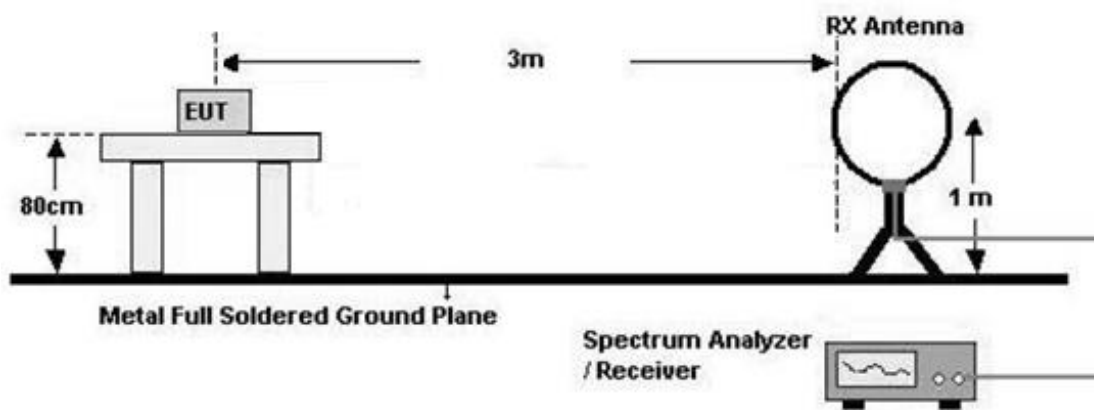 RX Antenna
3m
EUT
80cm
1 m
Metal Full Soldered Ground Plane
Spectrum Analyzer
/ Receiver